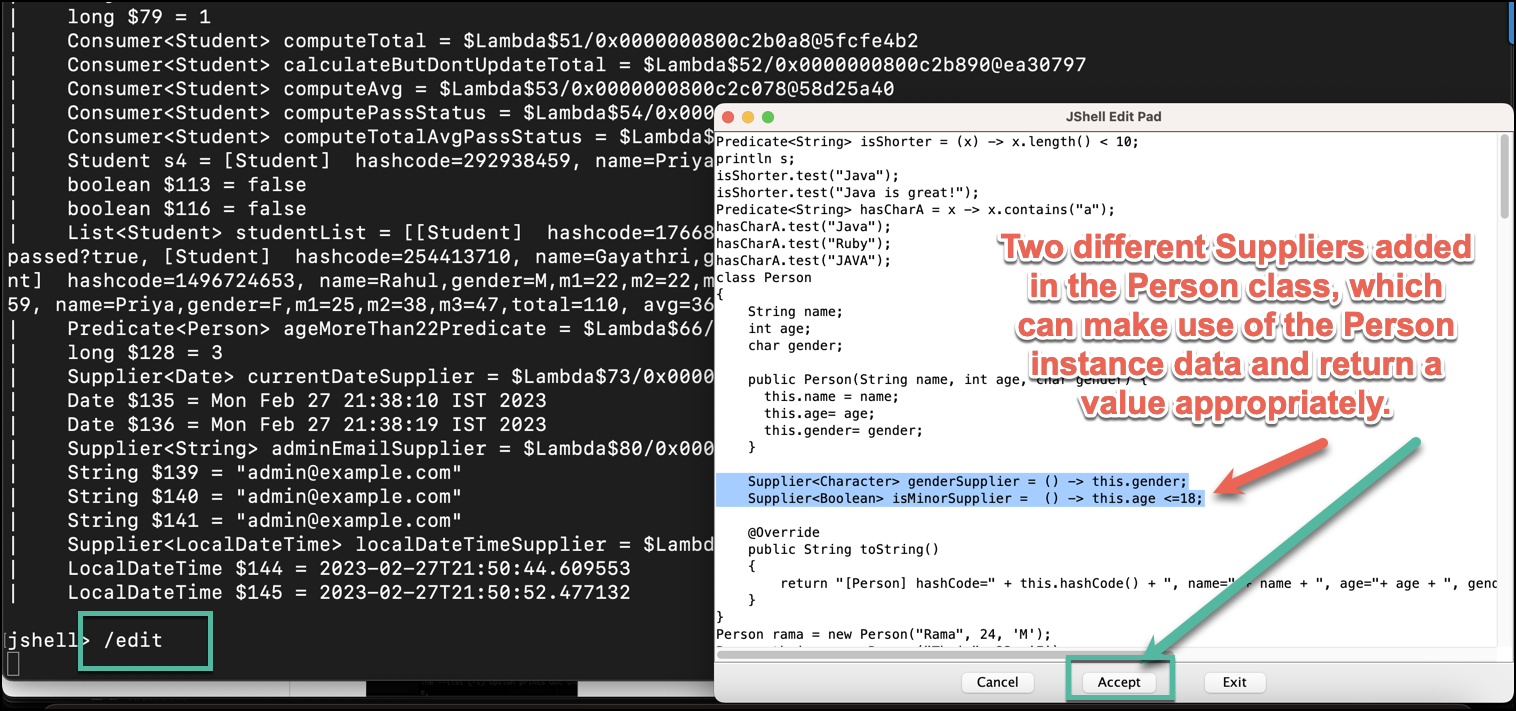 long $79 = 1
|    Consumer<Student> computeTotal = $Lambda$51/0x0000000800c2b0a8@5fcfe4b2
|    Consumer<Student> calculateButDontUpdateTotal = $Lambda$52/0x0000000800c2b890@ea30797
|    Consumer<Student> computeAvg = $Lambda$53/0x0000000800c2c078@58d25a40
|    Consumer<Student> computePassStatus = $Lambda$54/0x000
|    Consumer<Student> computeTotalAvgPassStatus = $Lambda$
|    Student s4 = [Student]  hashcode=292938459, name=Priya
|    boolean $113 = false
|    boolean $116 = false
|    List<Student> studentList = [[Student]  hashcode=17668
passed?true, [Student]  hashcode=254413710, name=Gayathri,g
nt]  hashcode=1496724653, name=Rahul,gender=M,m1=22,m2=22,m
59, name=Priya,gender=F,m1=25,m2=38,m3=47,total=110, avg=36
|    Predicate<Person> ageMoreThan22Predicate = $Lambda$66/
|    long $128 = 3
|    Supplier<Date> currentDateSupplier = $Lambda$73/0x0000
|    Date $135 = Mon Feb 27 21:38:10 IST 2023
|    Date $136 = Mon Feb 27 21:38:19 IST 2023
|    Supplier<String> adminEmailSupplier = $Lambda$80/0x000
|    String $139 = "admin@example.com"
|    String $140 = "admin@example.com"
|    String $141 = "admin@example.com"
|    Supplier<LocalDateTime> localDateTimeSupplier = $Lambd
|    LocalDateTime $144 = 2023-02-27T21:50:44.609553
|    LocalDateTime $145 = 2023-02-27T21:50:52.477132
jshell> /edit
JShell Edit Pad
Predicate<String> isShorter = (x) -> x.length() < 10;
println s;
isShorter.test("Java");
isShorter.test("Java is great!");
Predicate<String> hasCharA = x -> x.contains("a");
hasCharA.test("Java");
hasCharA.test("Ruby");
hasCharA.test("JAVA");
class Person
{
    String name;
    int age;
    char gender;
    public Person(String name, int age, char gender) {
      this.name = name;
      this.age= age;
      this.gender= gender;
    }
    Supplier<Character> genderSupplier = () -> this.gender;
    Supplier<Boolean> isMinorSupplier =  () -> this.age <=18;
    @Override
    public String toString()
    {
        return "[Person] hashCode=" + this.hashCode() + ", name=" + name + ", age="+ age + ", gend
    }
}
Person rama = new Person("Rama", 24, 'M');
Two different Suppliers added
in the Person class, which
can make use of the Person
instance data and return a
value appropriately.
Cancel
Accept
Exit